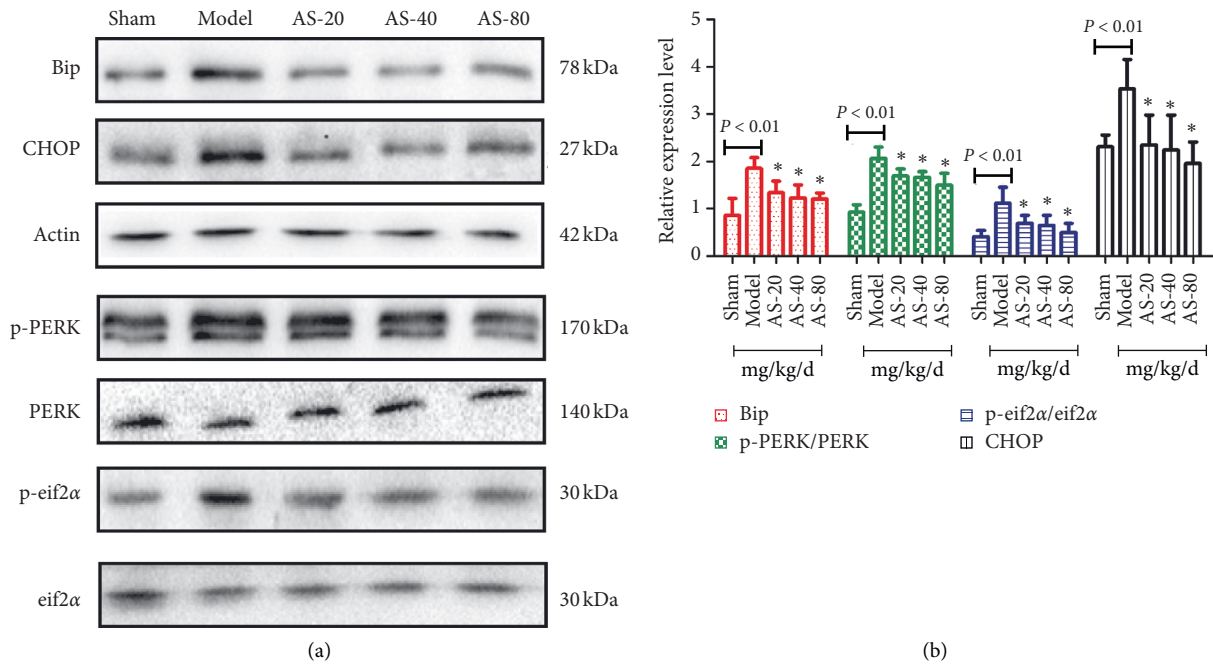 Sham Model AS-20 AS-40 AS-80
Bip 78 kDa
CHOP 27 kDa
Actin 42 kDa
p-PERK 170 kDa
PERK 140 kDa
p-eif2α 30 kDa
eif2α 30 kDa
(a)
Relative expression level
5
4
3
2
1
0
P < 0.01
* * *
P < 0.01
* * *
P < 0.01
* * *
P < 0.01
* * *
Sham Model AS-20 AS-40 AS-80 Sham Model AS-20 AS-40 AS-80 Sham Model AS-20 AS-40 AS-80 Sham Model AS-20 AS-40 AS-80
mg/kg/d mg/kg/d mg/kg/d mg/kg/d
Bip p-eif2α/eif2α
p-PERK/PERK CHOP
(b)